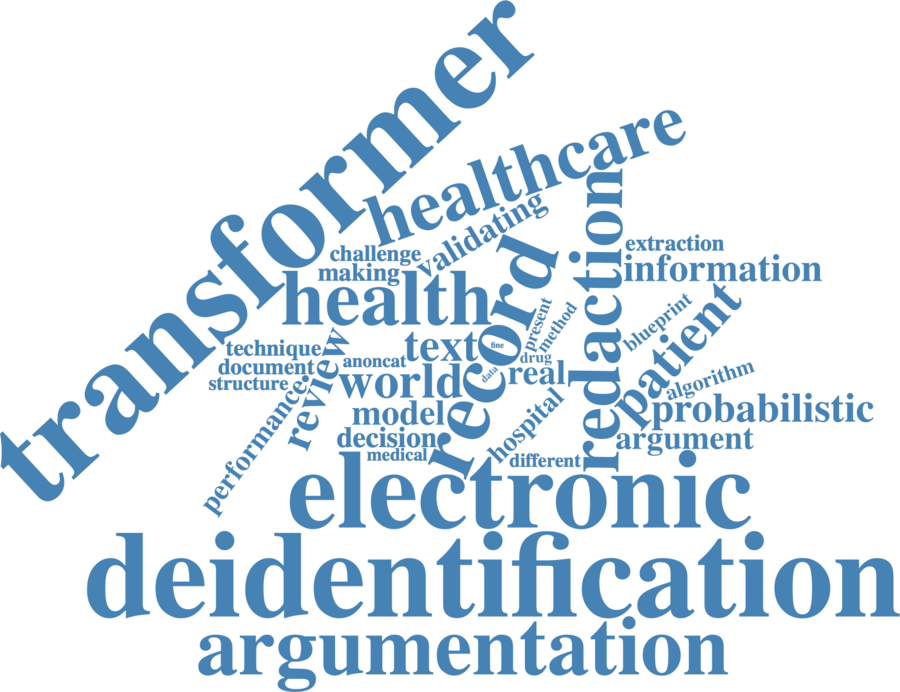 transformer
healthcare
validating
redaction
challenge
making
extraction
information
health
record
present
method
blueprint
patient
technique
document
structure
review
anoncat
text
fine
drug
data
real
world
algorithm
performance
model
probabilistic
hospital
decision
argument
medical
different
electronic
deidentification
argumentation